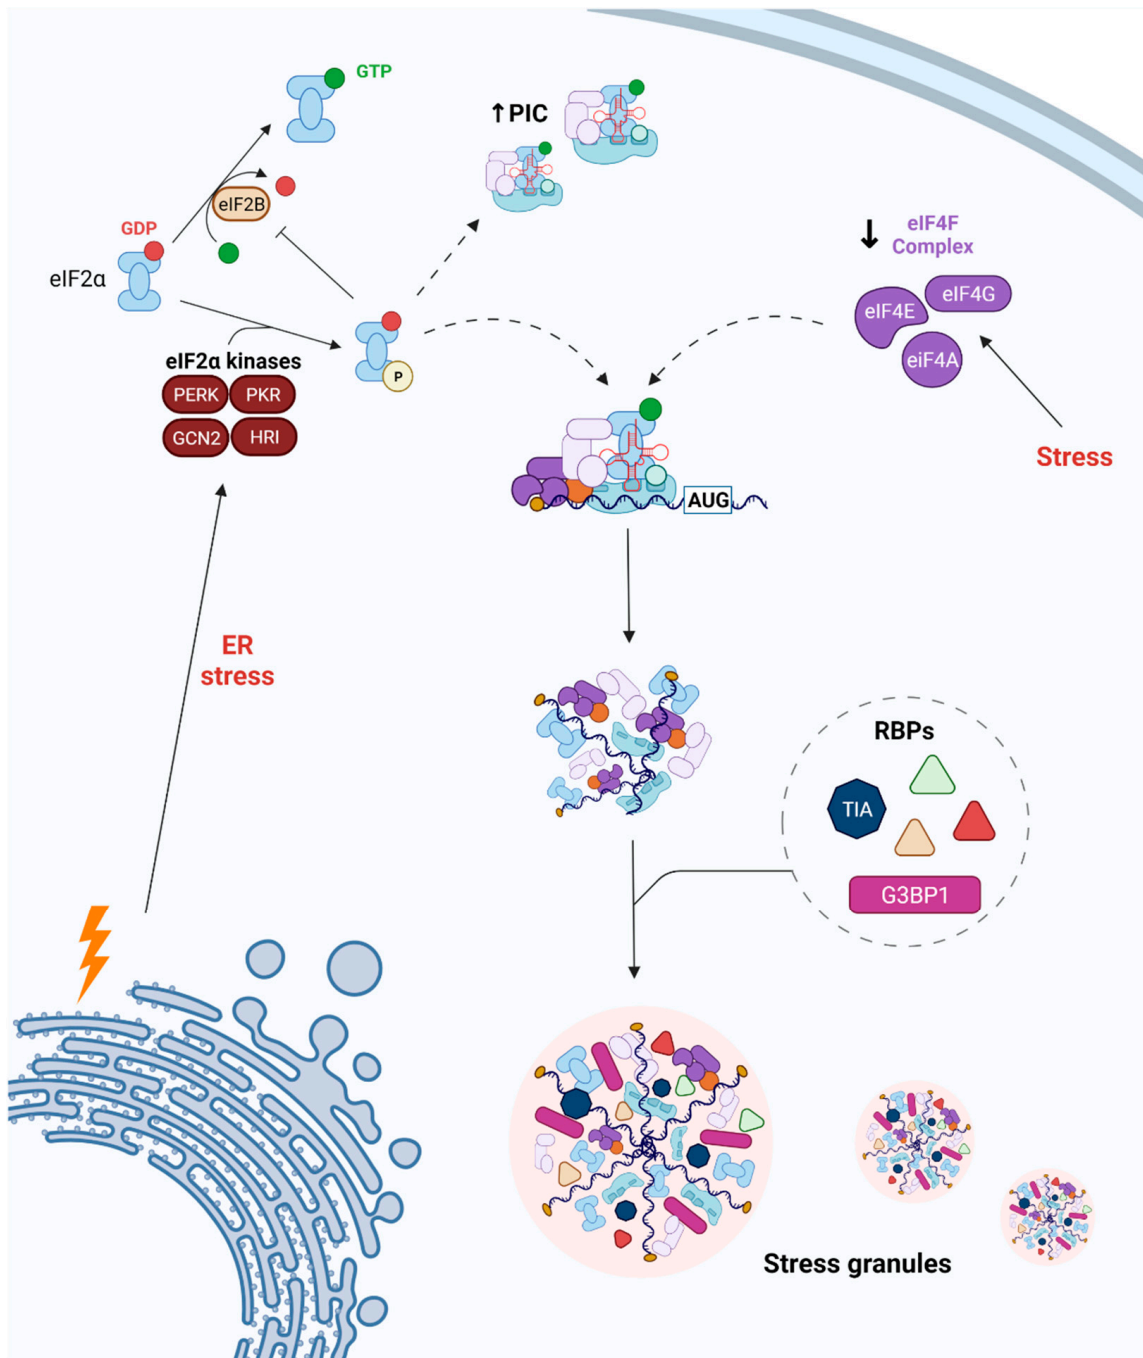 GTP
↑PIC
eIF2B
GDP
eIF2α
eIF4F
Complex
eIF4E
eIF4G
eiF4A
P
eIF2α kinases
PERK
PKR
GCN2
HRI
Stress
AUG
ER
stress
RBPs
TIA
G3BP1
Stress granules